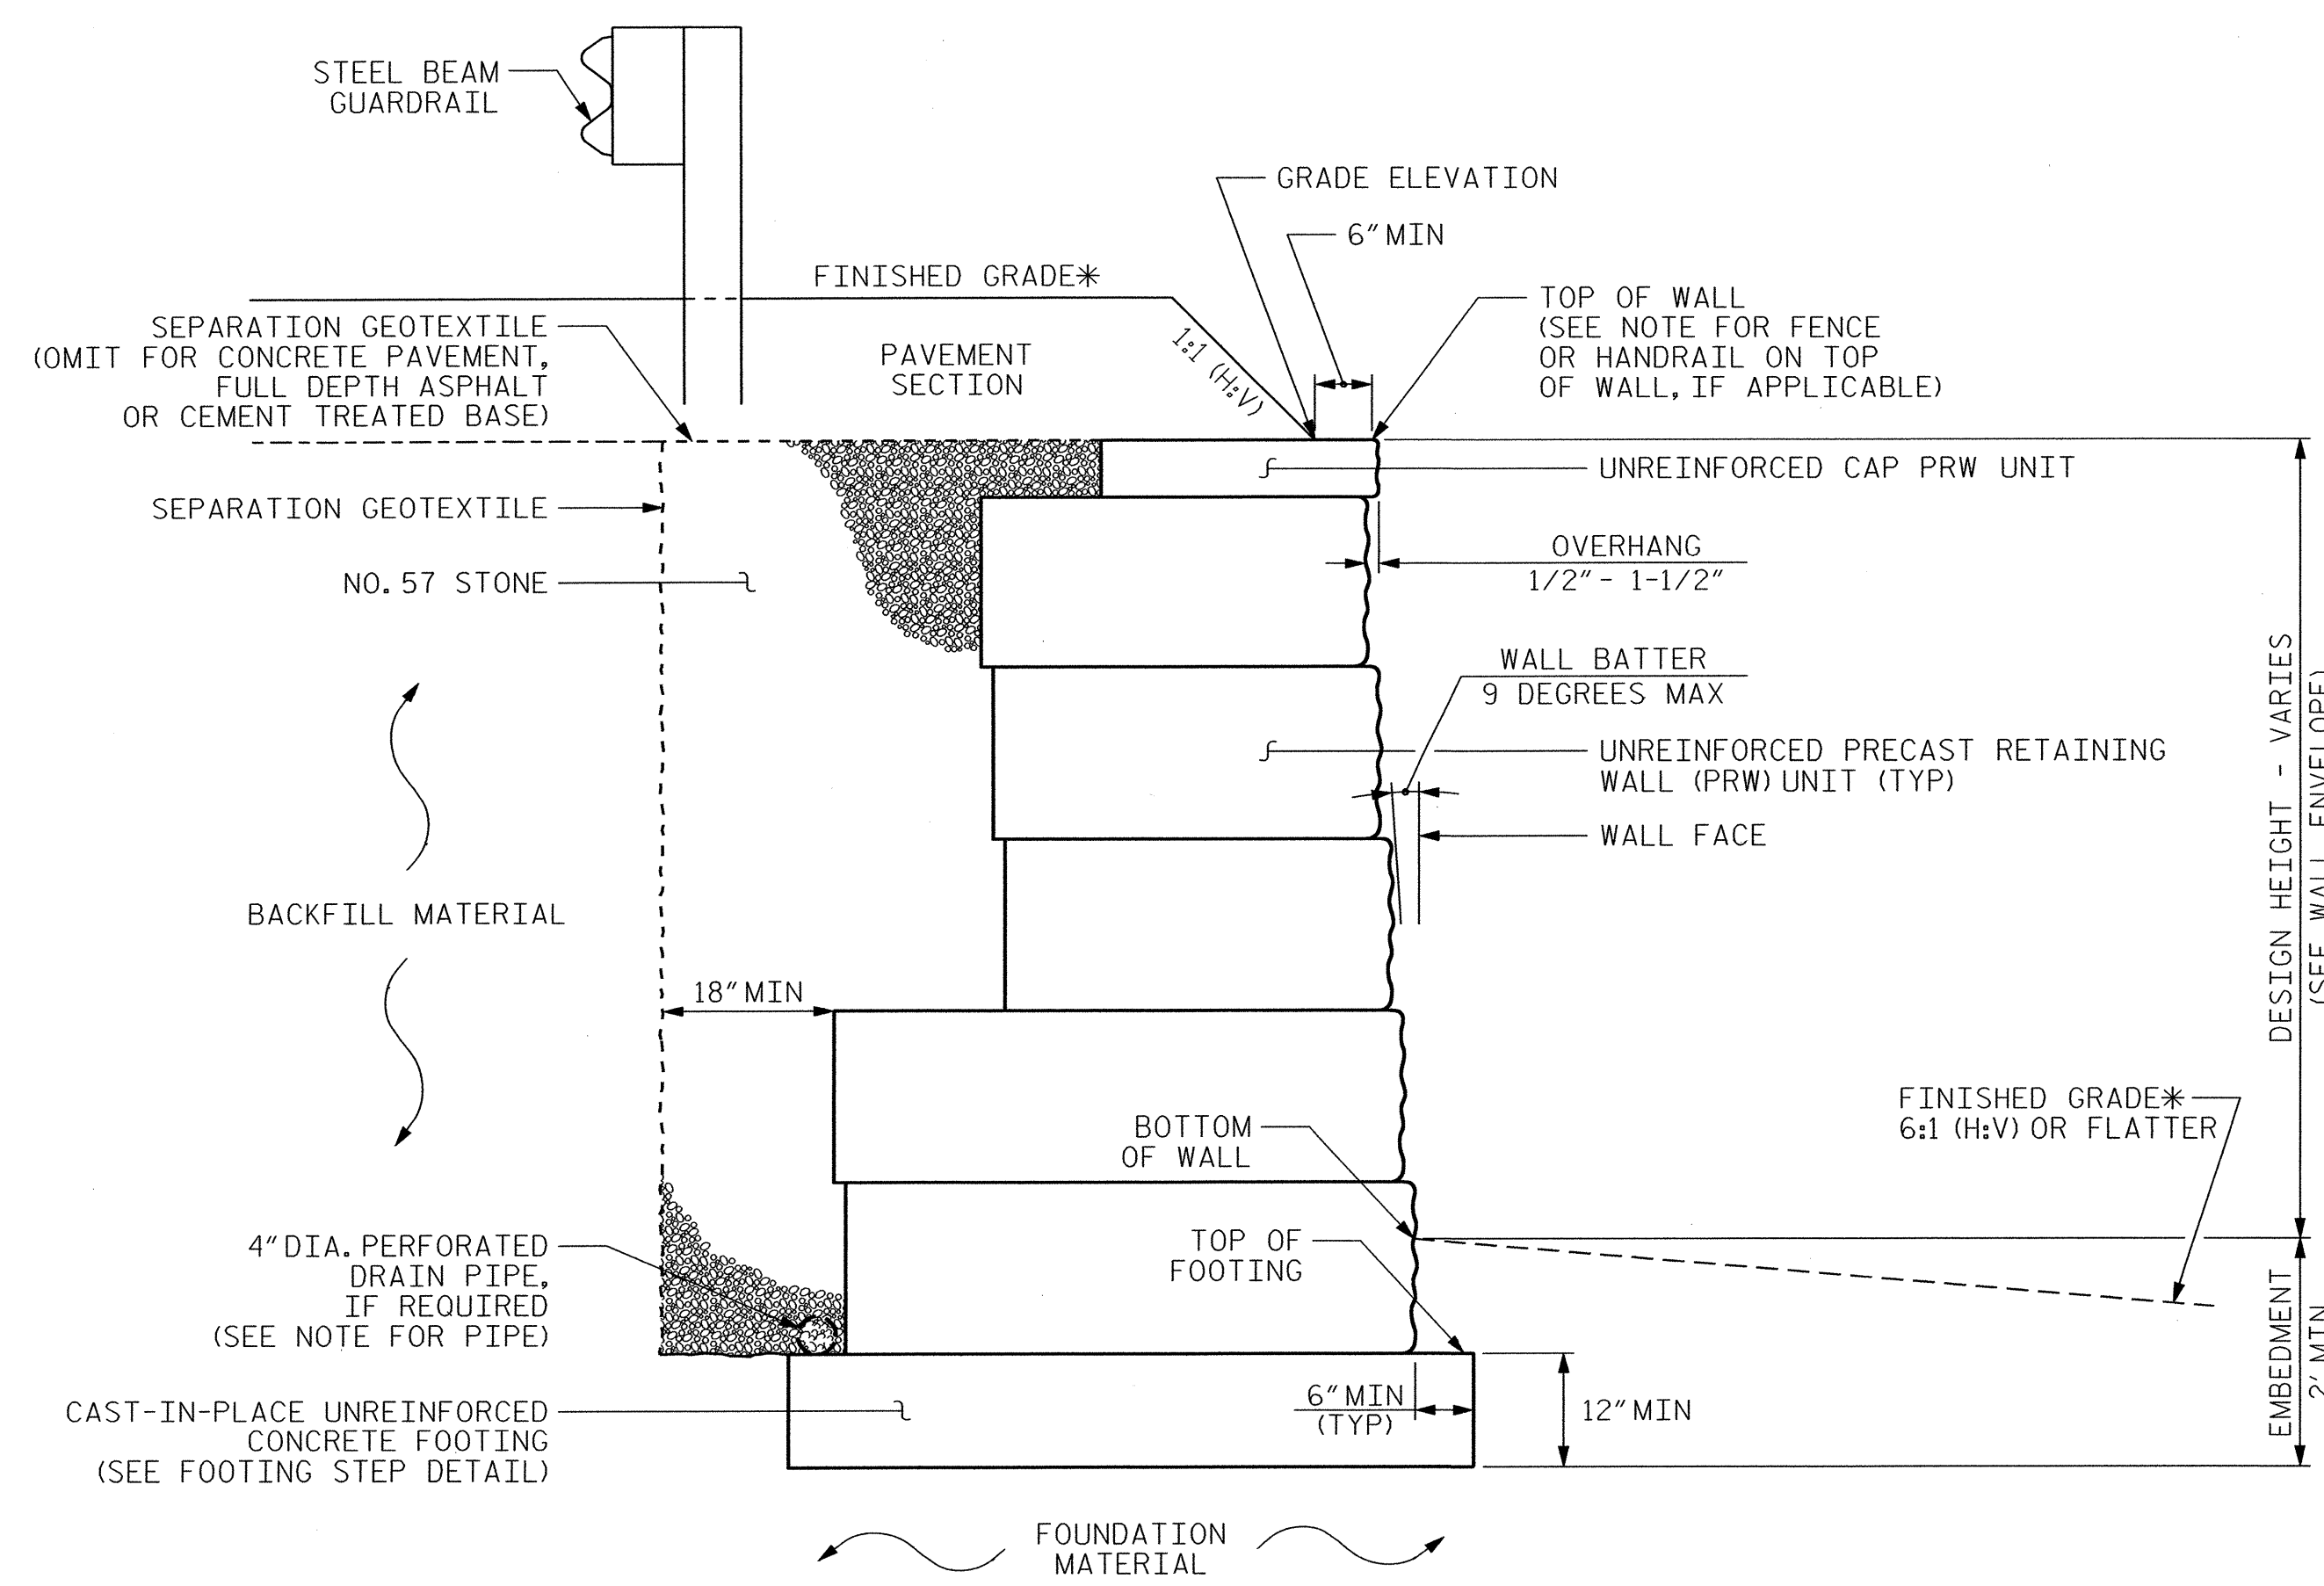 STEEL BEAM
GUARDRAIL
GRADE ELEVATION
6" MIN
FINISHED GRADE*
SEPARATION GEOTEXTILE
(OMIT FOR CONCRETE PAVEMENT,
FULL DEPTH ASPHALT
OR CEMENT TREATED BASE)
PAVEMENT
SECTION
1:1 (H:V)
TOP OF WALL
(SEE NOTE FOR FENCE
OR HANDRAIL ON TOP
OF WALL, IF APPLICABLE)
UNREINFORCED CAP PRW UNIT
SEPARATION GEOTEXTILE
NO. 57 STONE
OVERHANG
1/2" - 1-1/2"
WALL BATTER
9 DEGREES MAX
UNREINFORCED PRECAST RETAINING
WALL (PRW) UNIT (TYP)
WALL FACE
DESIGN HEIGHT - VARIES
(SEE WALL ENVELOPE)
BACKFILL MATERIAL
18" MIN
BOTTOM
OF WALL
FINISHED GRADE*
6:1 (H:V) OR FLATTER
TOP OF
FOOTING
4" DIA. PERFORATED
DRAIN PIPE,
IF REQUIRED
(SEE NOTE FOR PIPE)
EMBEDMENT
2' MIN
CAST-IN-PLACE UNREINFORCED
CONCRETE FOOTING
(SEE FOOTING STEP DETAIL)
6" MIN
(TYP)
12" MIN
FOUNDATION
MATERIAL